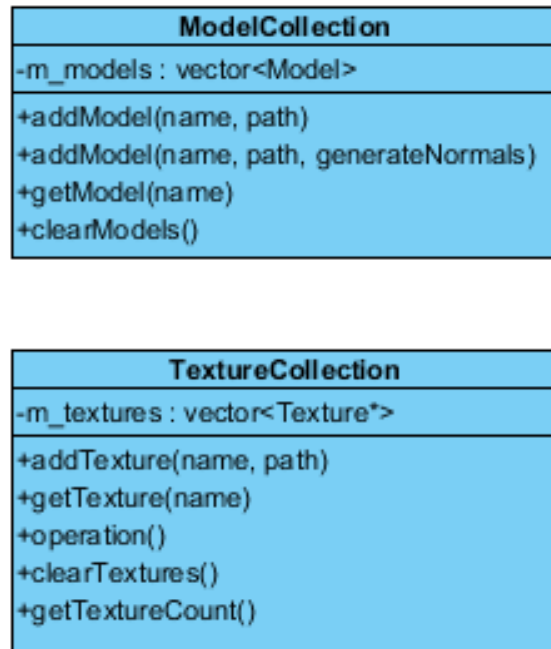 ModelCollection
-m_models : vector<Model>
+addModel(name, path)
+addModel(name, path, generateNormals)
+getModel(name)
+clearModels()
TextureCollection
-m_textures : vector<Texture*>
+addTexture(name, path)
+getTexture(name)
+operation()
+clearTextures()
+getTextureCount()